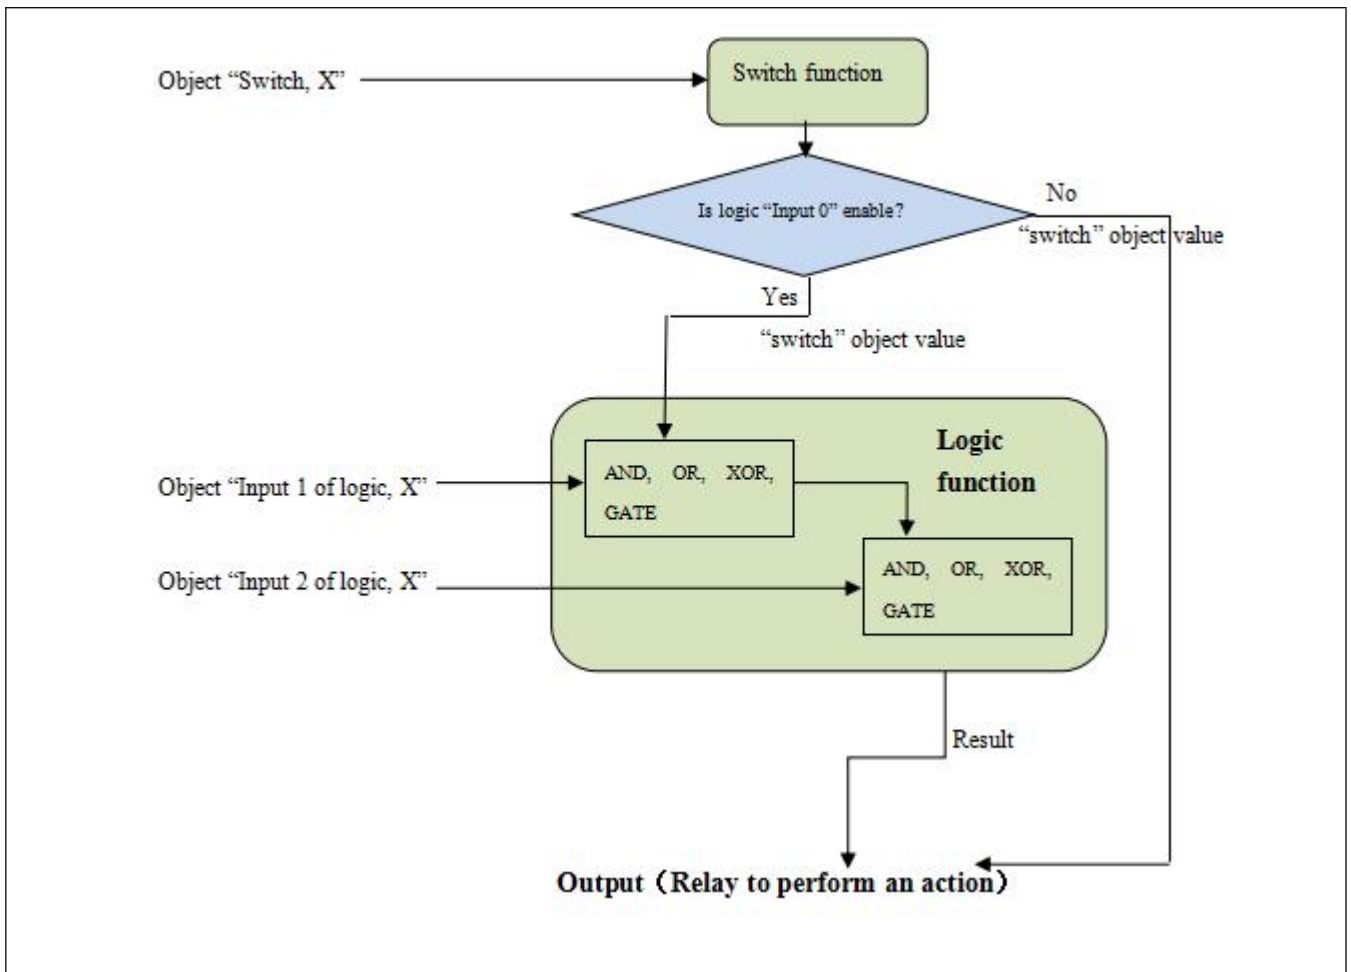 Switch function
Object “Switch, X”
Is logic “Input 0” enable?
No
“switch” object value
Yes
“switch” object value
Logic
function
AND, OR, XOR,
GATE
Object “Input 1 of logic, X”
AND, OR, XOR,
GATE
Object “Input 2 of logic, X”
Result
Output（Relay to perform an action）